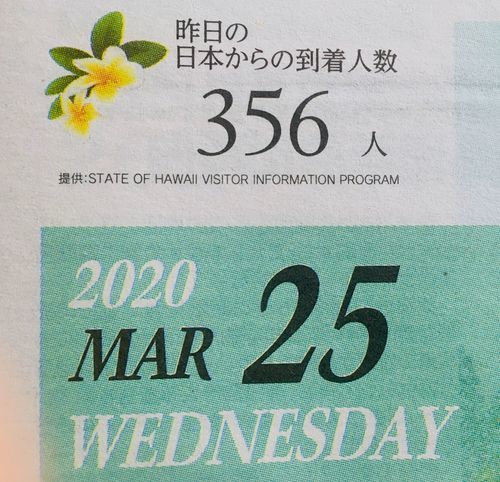 昨日の
日本からの到着人数
356 人
提供:STATE OF HAWAII VISITOR INFORMATION PROGRAM
2020
MAR 25
WEDNESDAY